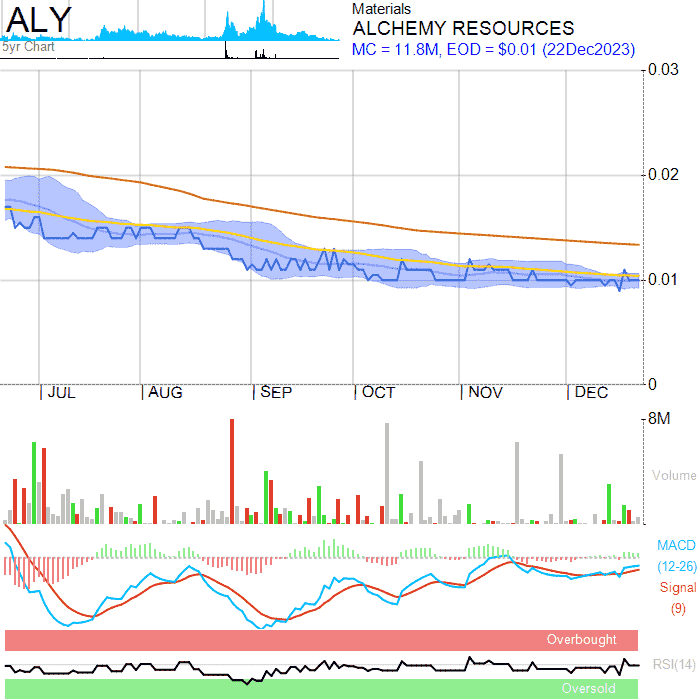 ALY
5yr Chart
Materials
ALCHEMY RESOURCES
MC = 11.8M, EOD = $0.01 (22Dec2023)
0.03
0.02
0.01
0
JUL AUG SEP OCT NOV DEC
8M
Volume
MACD
(12-26)
Signal
(9)
Overbought
RSI(14)
Oversold